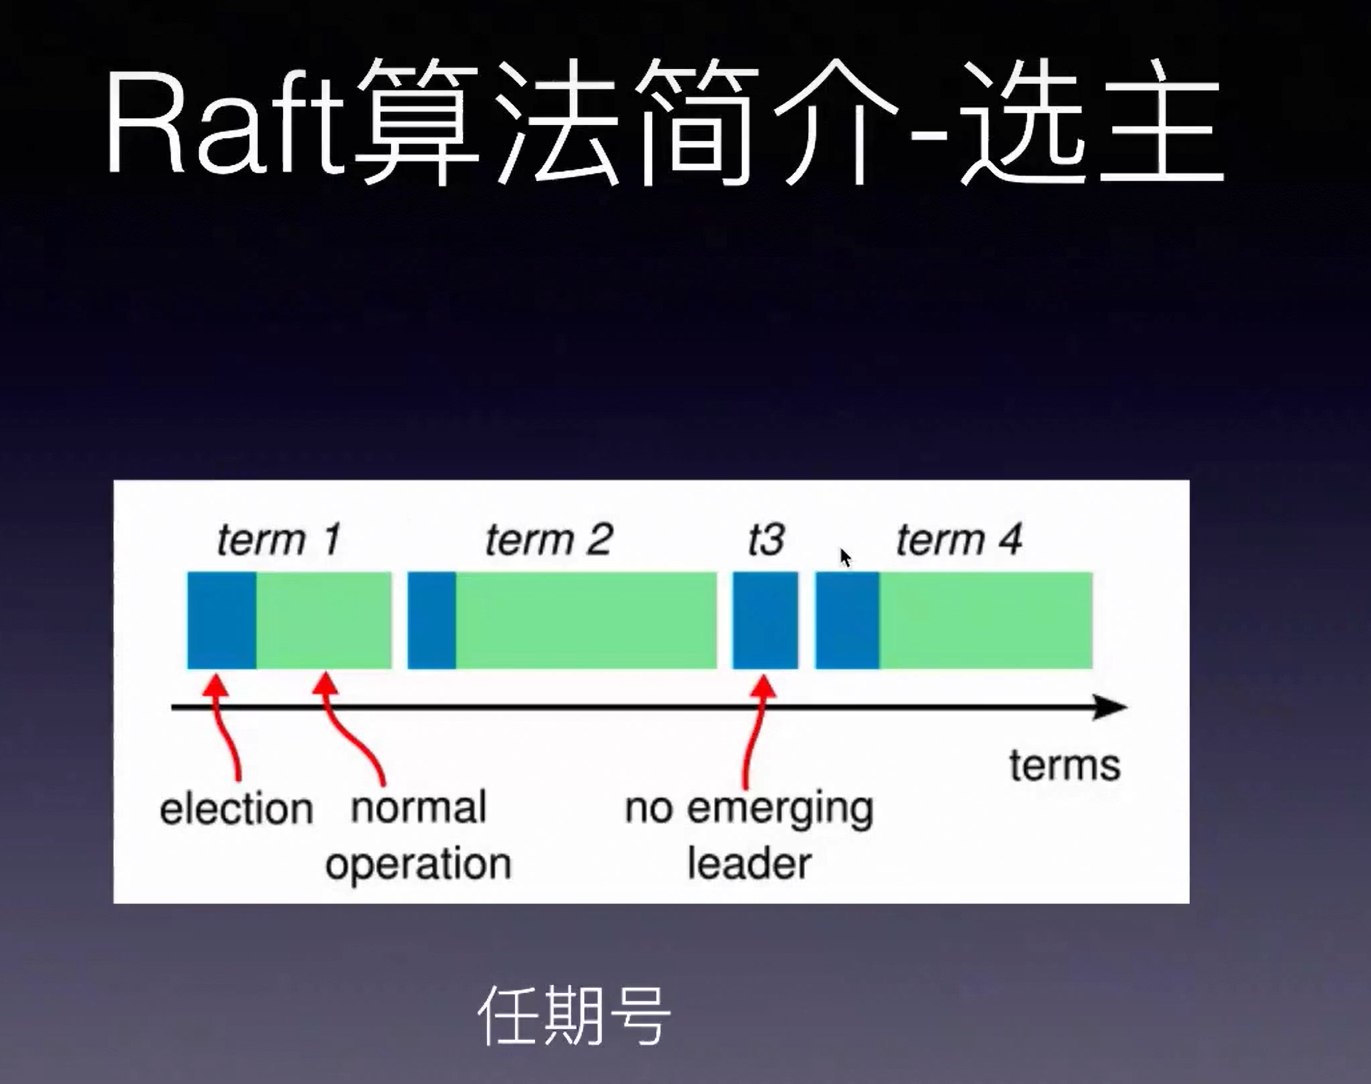 Raft算法简介-选主
term 1 term 2 t3 term 4
terms
election normal operation no emerging leader
任期号